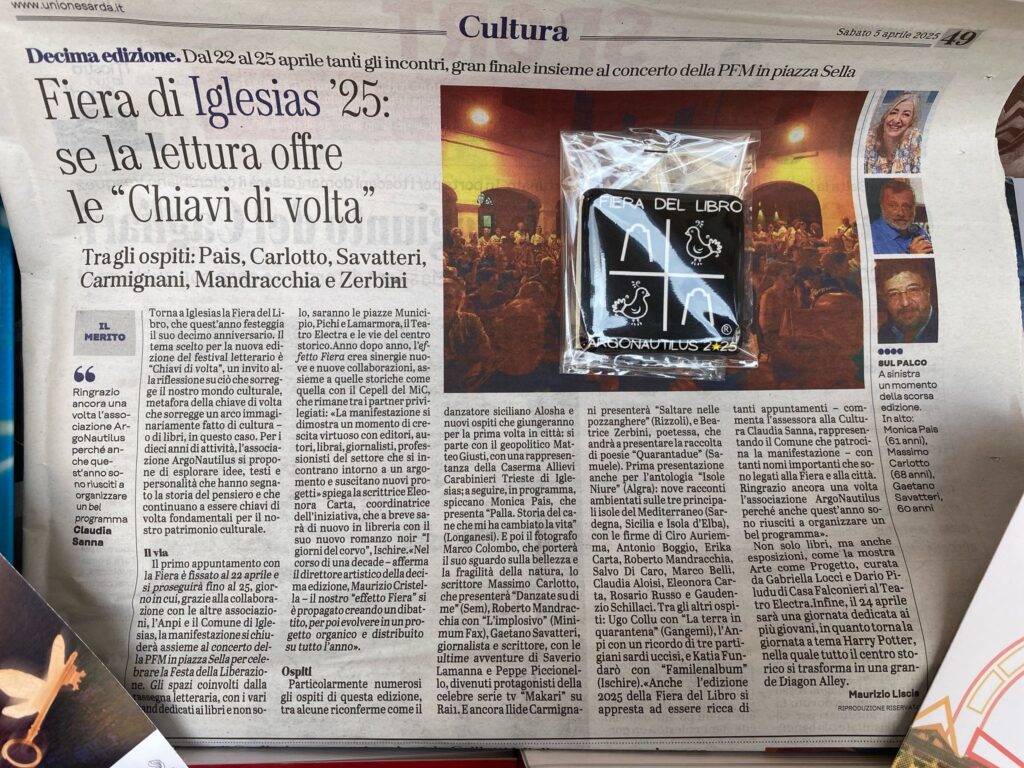 www.unionesarda.it
Cultura
Sabato 5 aprile 2025 49
Decima edizione. Dal 22 al 25 aprile tanti gli incontri, gran finale insieme al concerto della PFM in piazza Sella
Fiera di Iglesias ’25:
se la lettura offre
le “Chiavi di volta”
Tra gli ospiti: Pais, Carlotto, Savatteri,
Carmignani, Mandracchia e Zerbini
IL
MERITO
Ringrazio
ancora una
volta l'asso-
ciazione Ar-
goNautilus
perché an-
che que-
st'anno so-
no riusciti a
organizzare
un bel
programma
Claudia
Sanna
Torna a Iglesias la Fiera del Li-
bro, che quest'anno festeggia
il suo decimo anniversario. Il
tema scelto per la nuova edi-
zione del festival letterario è
“Chiavi di volta”, un invito al-
la riflessione su ciò che sorreg-
ge il nostro mondo culturale,
metafora della chiave di volta
che sorregge un arco immagi-
nariamente fatto di cultura –
o di libri, in questo caso. Per i
dieci anni di attività, l'associa-
zione ArgoNautilus si propone
di esplorare idee, testi e
personalità che hanno segnato
la storia del pensiero e che
continuano a essere chiavi di
volta fondamentali per il no-
stro patrimonio culturale.
Il via
Il primo appuntamento con
la Fiera è fissato al 22 aprile e
si proseguirà fino al 25, gior-
no in cui, grazie alla collabora-
zione con le altre associazio-
ni, l'Anpi e il Comune di Igle-
sias, la manifestazione si chiu-
derà assieme al concerto del-
la PFM in piazza Sella per cele-
brare la Festa della Liberazio-
ne. Gli spazi coinvolti dalla
rassegna letteraria, con i vari
stand dedicati ai libri e non so-
lo, saranno le piazze Munici-
pio, Pichi e Lamarmora, il Tea-
tro Electra e le vie del centro
storico. Anno dopo anno, l'ef-
fetto Fiera crea sinergie nuo-
ve e nuove collaborazioni, as-
sieme a quelle storiche come
quella con il Cepell del MiC,
che rimane tra i partner privi-
legiati: «La manifestazione si
dimostra un momento di cre-
scita virtuoso con editori, au-
tori, librai, giornalisti, profes-
sionisti del settore che si in-
contrano intorno a un argo-
mento e suscitano nuovi pro-
getti» spiega la scrittrice Eleo-
nora Carta, coordinatrice
dell'iniziativa, che a breve sa-
rà di nuovo in libreria con il
suo nuovo romanzo noir “I
giorni del corvo”, Ischire. «Nel
corso di una decade – afferma
il direttore artistico della deci-
ma edizione, Maurizio Cristel-
la – il nostro “effetto Fiera” si
è propagato creando un dibat-
tito, per poi evolvere in un pro-
getto organico e distribuito
su tutto l'anno».
Ospiti
Particolarmente numerosi
gli ospiti di questa edizione,
tra alcune riconferme come il
FIERA DEL LIBRO
®
ARGONAUTILUS 2★25
danzatore siciliano Alosha e
nuovi ospiti che giungeranno
per la prima volta in città: si
parte con il geopolitico Mat-
teo Giusti, con una rappresen-
tazione della Caserma Allievi
Carabinieri Trieste di Igle-
sias; a seguire, in programma,
spiccano Monica Pais, che
presenta “Palla. Storia del ca-
ne che mi ha cambiato la vita”
(Longanesi). E poi il fotografo
Marco Colombo, che porterà
il suo sguardo sulla bellezza e
la fragilità della natura, lo
scrittore Massimo Carlotto,
che presenterà “Danzate su di
me” (Sem), Roberto Mandrac-
chia con “L'implosivo” (Mini-
mum Fax), Gaetano Savatteri,
giornalista e scrittore, con le
ultime avventure di Saverio
Lamanna e Peppe Piccionel-
lo, divenuti protagonisti della
celebre serie tv “Makari” su
Rai1. E ancora Ilide Carmigna-
ni presenterà “Saltare nelle
pozzanghere” (Rizzoli), e Bea-
trice Zerbini, poetessa, che
andrà a presentare la raccolta
di poesie “Quarantadue” (Sa-
muele). Prima presentazione
anche per l'antologia “Isole
Niure” (Algra): nove racconti
ambientati sulle tre principa-
li isole del Mediterraneo (Sar-
degna, Sicilia e Isola d'Elba),
con le firme di Ciro Auriem-
ma, Antonio Boggio, Erika
Carta, Roberto Mandracchia,
Salvo Di Caro, Marco Belli,
Claudia Aloisi, Eleonora Car-
ta, Rosario Russo e Gauden-
zio Schillaci. Tra gli altri ospi-
ti: Ugo Collu con “La terra in
quarantena” (Gangemi), l'An-
pi con un ricordo di tre parti-
giani sardi uccisi, e Katia Fun-
darò con “Familienalbum”
(Ischire). «Anche l'edizione
2025 della Fiera del Libro si
appresta ad essere ricca di
tanti appuntamenti – com-
menta l'assessora alla Cultu-
ra Claudia Sanna, rappresen-
tando il Comune che patroci-
na la manifestazione – con
tanti nomi importanti che so-
no legati alla Fiera e alla città.
Ringrazio ancora una volta
l'associazione ArgoNautilus
perché anche quest'anno so-
no riusciti a organizzare un
bel programma».
Non solo libri, ma anche
esposizioni, come la mostra
Arte come Progetto, curata
da Gabriella Locci e Dario Pi-
ludu di Casa Falconieri al Tea-
tro Electra. Infine, il 24 aprile
sarà una giornata dedicata ai
più giovani, in quanto torna la
giornata a tema Harry Potter,
nella quale tutto il centro sto-
rico si trasforma in una gran-
de Diagon Alley.
Maurizio Liscia
RIPRODUZIONE RISERVATA
SUL PALCO
A sinistra
un momento
della scorsa
edizione.
In alto:
Monica Pais
(61 anni),
Massimo
Carlotto
(68 anni),
Gaetano
Savatteri,
60 anni